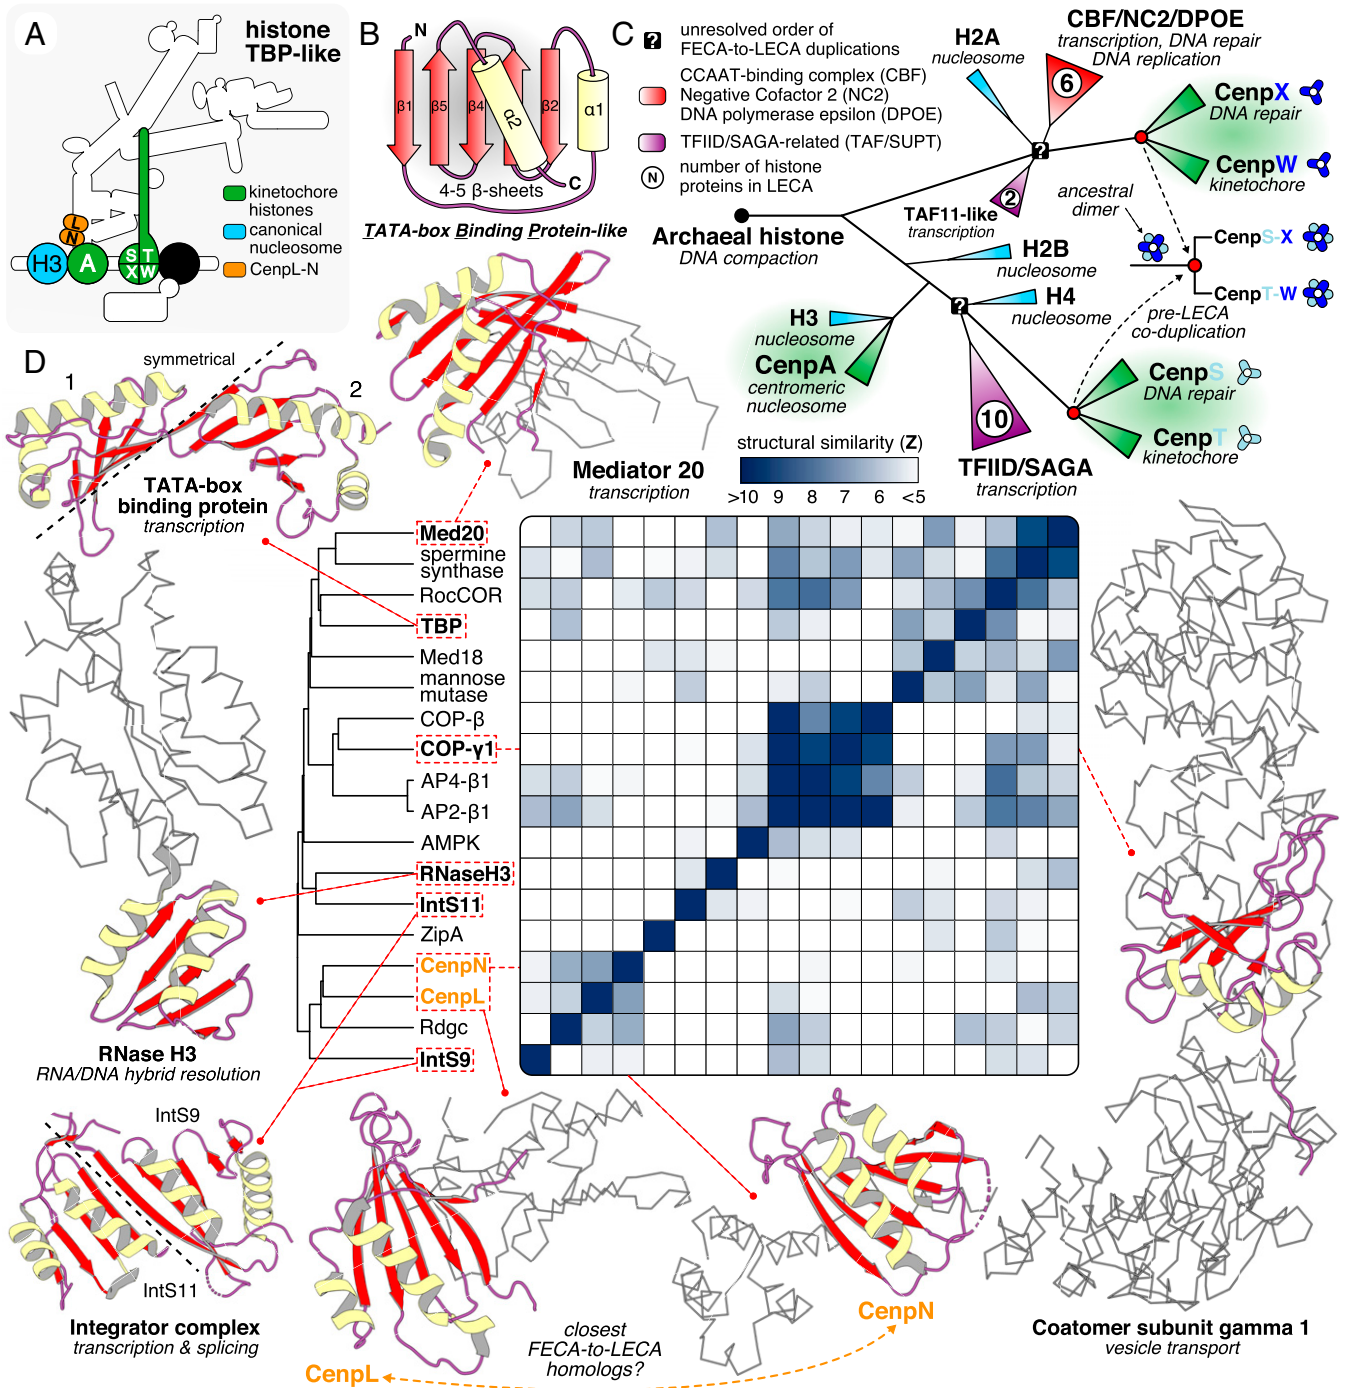 A
histone
TBP-like
L
N
H3
A
S
T
X
W
kinetochore
histones
canonical
nucleosome
CenpL-N
B
N
β1
β5
β4
α2
β2
α1
C
4-5 β-sheets
TATA-box Binding Protein-like
C
?
unresolved order of
FECA-to-LECA duplications
CCAAT-binding complex (CBF)
Negative Cofactor 2 (NC2)
DNA polymerase epsilon (DPOE)
TFIID/SAGA-related (TAF/SUPT)
N
number of histone
proteins in LECA
CBF/NC2/DPOE
transcription, DNA repair
DNA replication
H2A
nucleosome
6
CenpX
DNA repair
?
CenpW
kinetochore
2
TAF11-like
transcription
ancestral
dimer
Archaeal histone
DNA compaction
CenpS-X
CenpT-W
pre-LECA
co-duplication
H2B
nucleosome
H4
nucleosome
?
H3
nucleosome
CenpA
centromeric
nucleosome
CenpS
DNA repair
CenpT
kinetochore
10
TFIID/SAGA
transcription
D
symmetrical
1
2
TATA-box
binding protein
transcription
Mediator 20
transcription
structural similarity (Z)
>10 9 8 7 6 <5
Med20
spermine
synthase
RocCOR
TBP
Med18
mannose
mutase
COP-β
COP-γ1
AP4-β1
AP2-β1
AMPK
RNaseH3
IntS11
ZipA
CenpN
CenpL
Rdgc
IntS9
RNase H3
RNA/DNA hybrid resolution
IntS9
IntS11
Integrator complex
transcription & splicing
CenpL
closest
FECA-to-LECA
homologs?
CenpN
Coatomer subunit gamma 1
vesicle transport